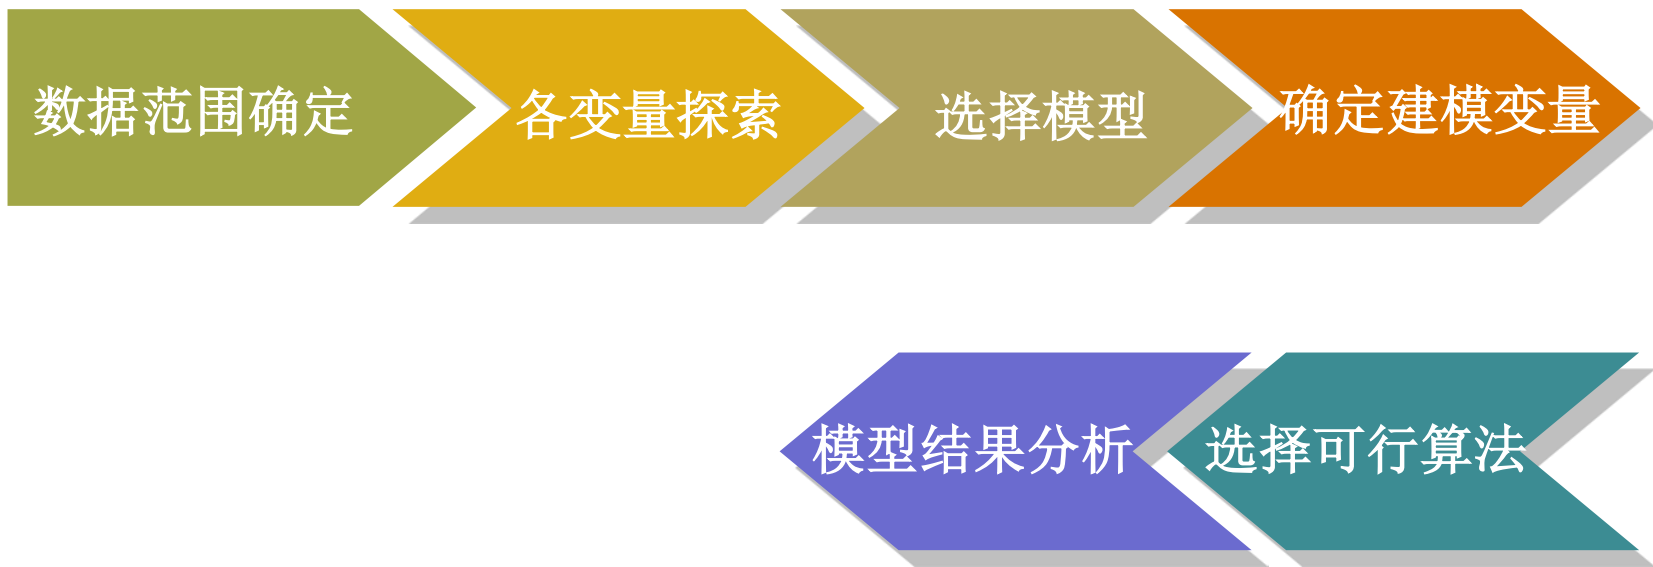 数据范围确定
各变量探索
选择模型
确定建模变量
选择可行算法
模型结果分析